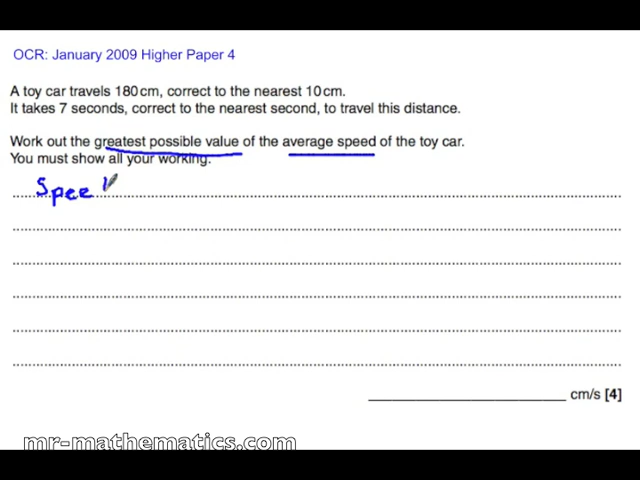 OCR: January 2009 Higher Paper 4
A toy car travels 180 cm, correct to the nearest 10 cm.
It takes 7 seconds, correct to the nearest second, to travel this distance.
Work out the greatest possible value of the average speed of the toy car.
You must show all your working.
Spee
cm/s [4]
mr-mathematics.com